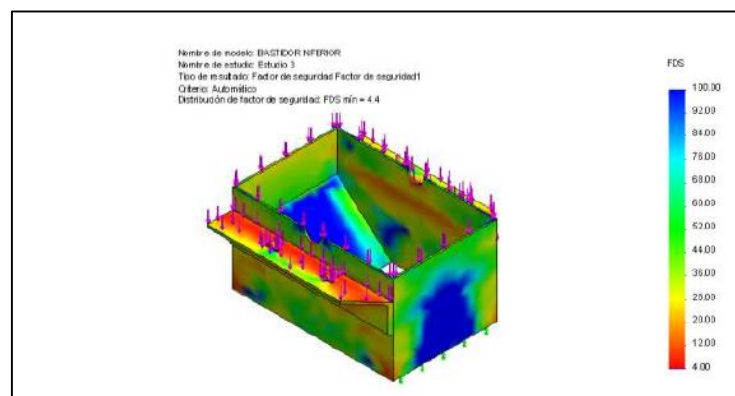 Nombre de modelo: BASTIDOR INFERIOR
Nombre de estudio: Estudio 3
Tipo de resultado: Factor de seguridad Factor de seguridad1
Criterio: Automático
Distribución de factor de seguridad: FDS mín = 4.4
FDS
100.00
92.00
84.00
76.00
68.00
60.00
52.00
44.00
36.00
28.00
20.00
12.00
4.00